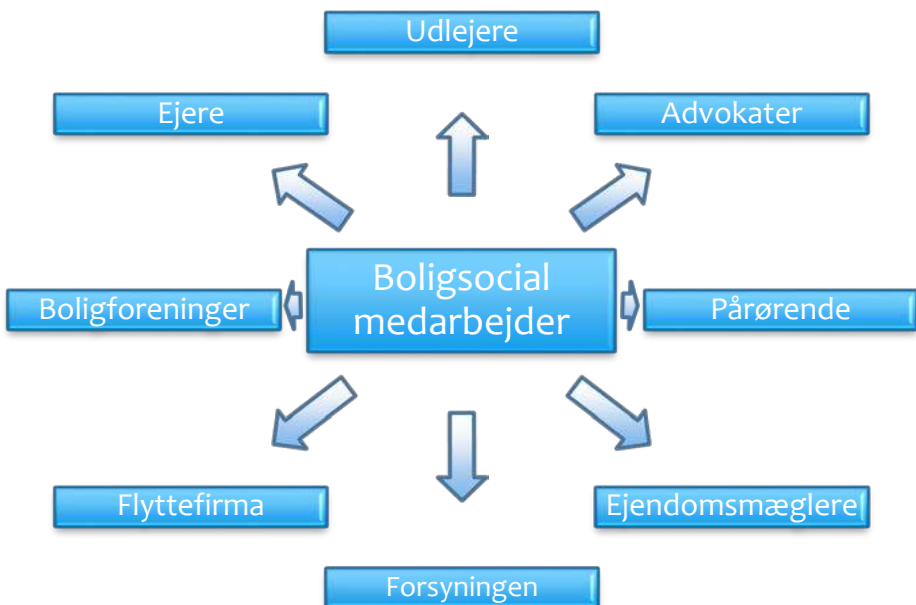 Udlejere
Ejere
Advokater
Boligsocial
medarbejder
Boligforeninger
Pårørende
Flyttefirma
Ejendomsmæglere
Forsyningen